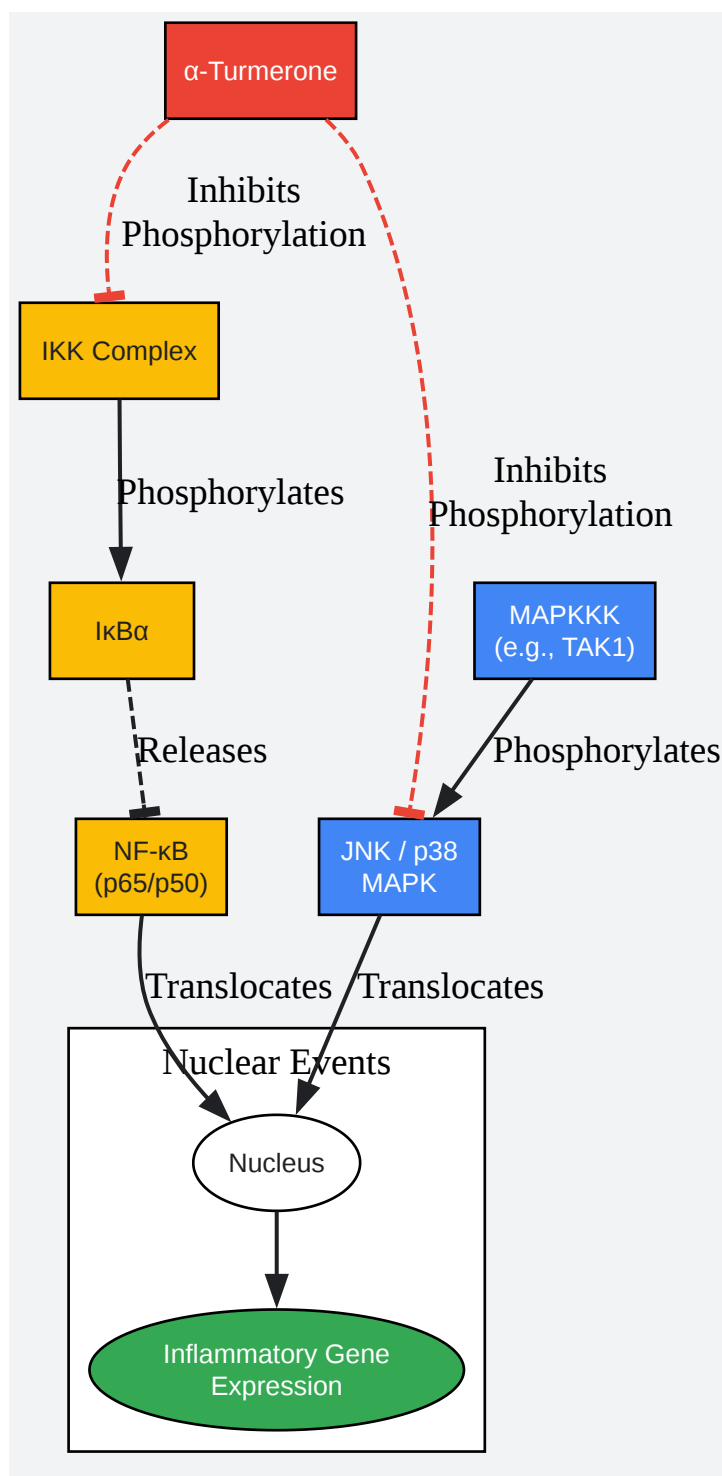 α-Turmerone
Inhibits
Phosphorylation
IKK Complex
Inhibits
Phosphorylation
Phosphorylates
IκBα
MAPKKK
(e.g., TAK1)
Releases
Phosphorylates
NF-κB
(p65/p50)
JNK / p38
MAPK
Translocates
Translocates
Nuclear Events
Nucleus
Inflammatory Gene
Expression